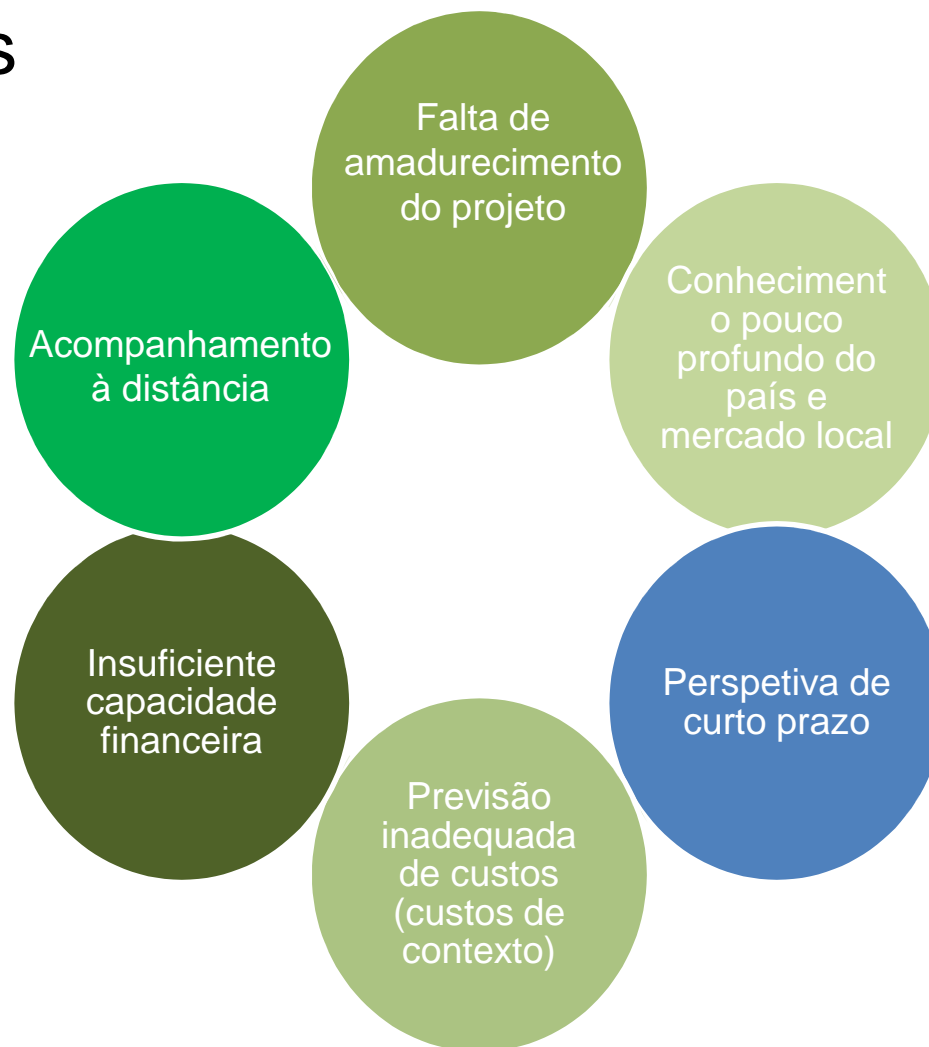 s
Falta de
amadurecimento
do projeto
Conheciment
o pouco
profundo do
país e
mercado local
Perspetiva de
curto prazo
Previsão
inadequada
de custos
(custos de
contexto)
Insuficiente
capacidade
financeira
Acompanhamento
à distância